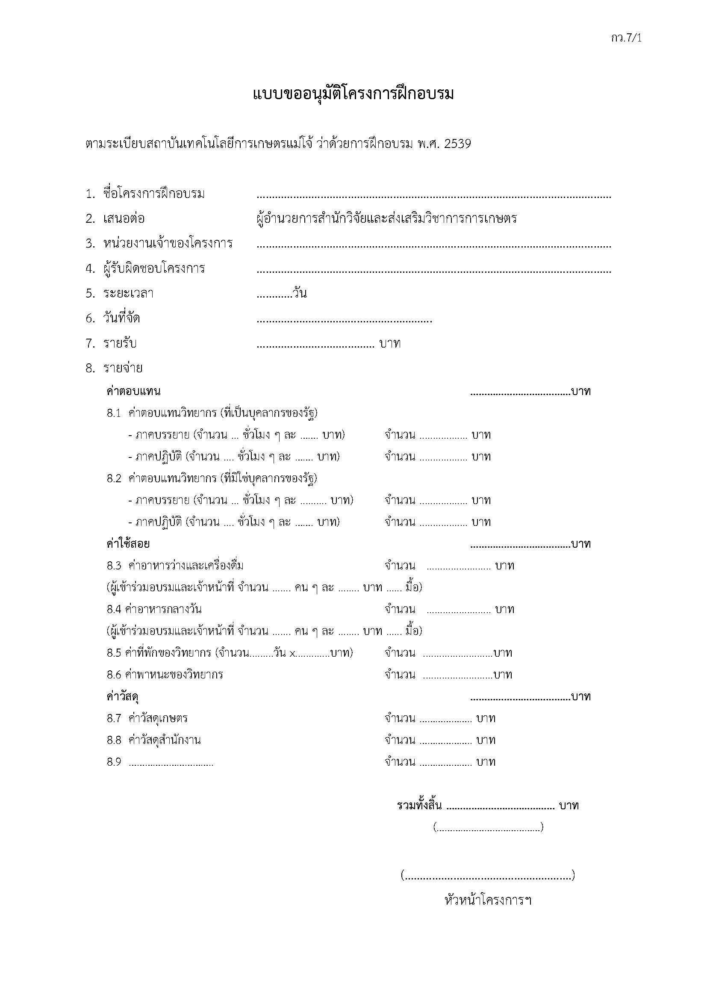 กว.7/1
แบบขออนุมัติโครงการฝึกอบรม
ตามระเบียบสถาบันเทคโนโลยีการเกษตรแม่โจ้ ว่าด้วยการฝึกอบรม พ.ศ. 2539
1. ชื่อโครงการฝึกอบรม ....................................................................................................................
2. เสนอต่อ ผู้อำนวยการสำนักวิจัยและส่งเสริมวิชาการการเกษตร
3. หน่วยงานเจ้าของโครงการ ....................................................................................................................
4. ผู้รับผิดชอบโครงการ ....................................................................................................................
5. ระยะเวลา ............วัน
6. วันที่จัด .........................................................
7. รายรับ ...................................... บาท
8. รายจ่าย
ค่าตอบแทน ....................................บาท
8.1 ค่าตอบแทนวิทยากร (ที่เป็นบุคลากรของรัฐ)
- ภาคบรรยาย (จำนวน ... ชั่วโมง ๆ ละ ....... บาท) จำนวน .................. บาท
- ภาคปฏิบัติ (จำนวน .... ชั่วโมง ๆ ละ ....... บาท) จำนวน .................. บาท
8.2 ค่าตอบแทนวิทยากร (ที่มิใช่บุคลากรของรัฐ)
- ภาคบรรยาย (จำนวน ... ชั่วโมง ๆ ละ .......... บาท) จำนวน .................. บาท
- ภาคปฏิบัติ (จำนวน .... ชั่วโมง ๆ ละ ....... บาท) จำนวน .................. บาท
ค่าใช้สอย ....................................บาท
8.3 ค่าอาหารว่างและเครื่องดื่ม จำนวน ........................ บาท
(ผู้เข้าร่วมอบรมและเจ้าหน้าที่ จำนวน ....... คน ๆ ละ ........ บาท ...... มื้อ)
8.4 ค่าอาหารกลางวัน จำนวน ........................ บาท
(ผู้เข้าร่วมอบรมและเจ้าหน้าที่ จำนวน ....... คน ๆ ละ ........ บาท ...... มื้อ)
8.5 ค่าที่พักของวิทยากร (จำนวน.........วัน x.............บาท) จำนวน ..........................บาท
8.6 ค่าพาหนะของวิทยากร จำนวน ..........................บาท
ค่าวัสดุ ....................................บาท
8.7 ค่าวัสดุเกษตร จำนวน .................... บาท
8.8 ค่าวัสดุสำนักงาน จำนวน .................... บาท
8.9 ................................ จำนวน .................... บาท
รวมทั้งสิ้น ....................................... บาท
(.......................................)
(.......................................................)
หัวหน้าโครงการฯ